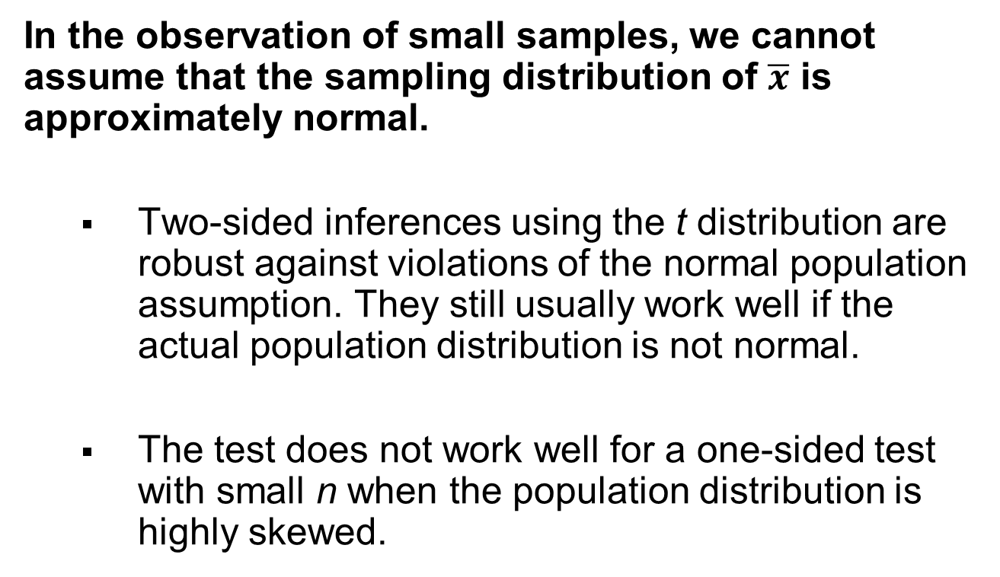 In the observation of small samples, we cannot
assume that the sampling distribution of x̅ is
approximately normal.
▪ Two-sided inferences using the t distribution are
robust against violations of the normal population
assumption. They still usually work well if the
actual population distribution is not normal.
▪ The test does not work well for a one-sided test
with small n when the population distribution is
highly skewed.